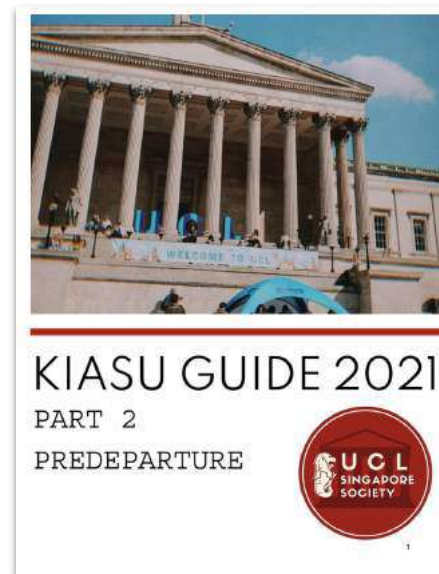 UCL
WELCOME TO UCL
KIASU GUIDE 2021
PART 2
PREDEPARTURE
UCL
SINGAPORE
SOCIETY
1